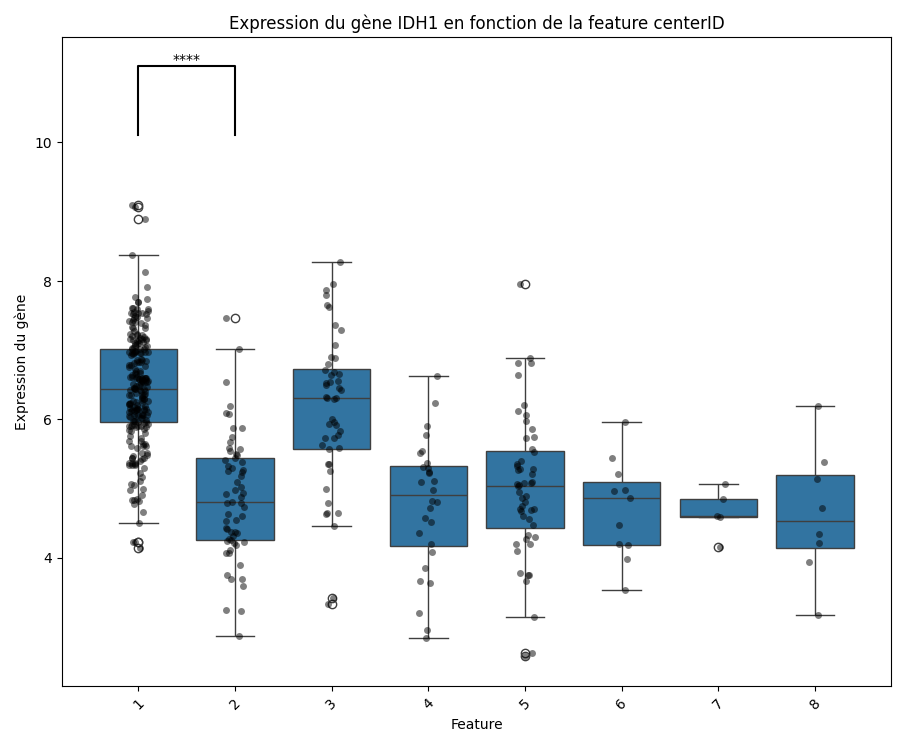 Expression du gène IDH1 en fonction de la feature centerID
****
Expression du gène
10
8
6
4
1 2 3 4 5 6 7 8
Feature